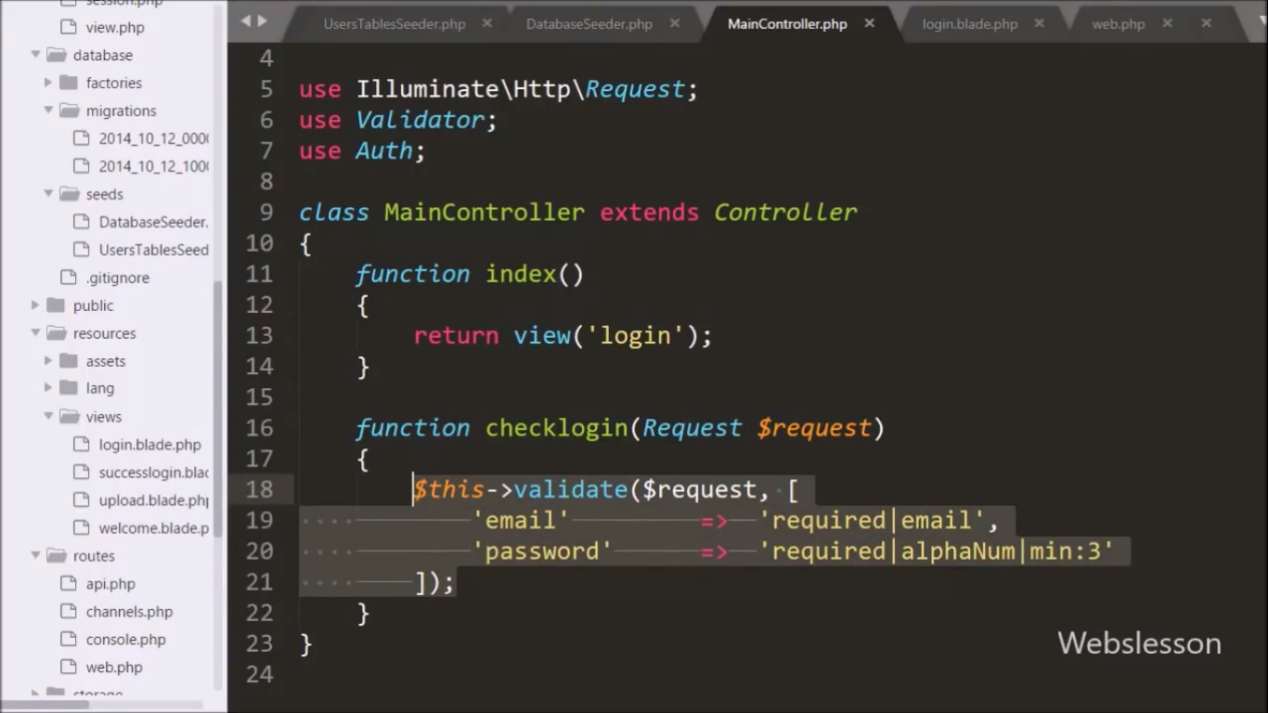 session.php
view.php
database
factories
migrations
2014_10_12_000
2014_10_12_100
seeds
DatabaseSeeder.
UsersTablesSeed
.gitignore
public
resources
assets
lang
views
login.blade.php
successlogin.blad
upload.blade.php
welcome.blade.p
routes
api.php
channels.php
console.php
web.php
storage
UsersTablesSeeder.php × DatabaseSeeder.php × MainController.php × login.blade.php × web.php × ×
4
5 use Illuminate\Http\Request;
6 use Validator;
7 use Auth;
8
9 class MainController extends Controller
10 {
11 function index()
12 {
13 return view('login');
14 }
15
16 function checklogin(Request $request)
17 {
18 $this->validate($request, [
19 'email' => 'required|email',
20 'password' => 'required|alphaNum|min:3'
21 ]);
22 }
23 }
24
Webslesson